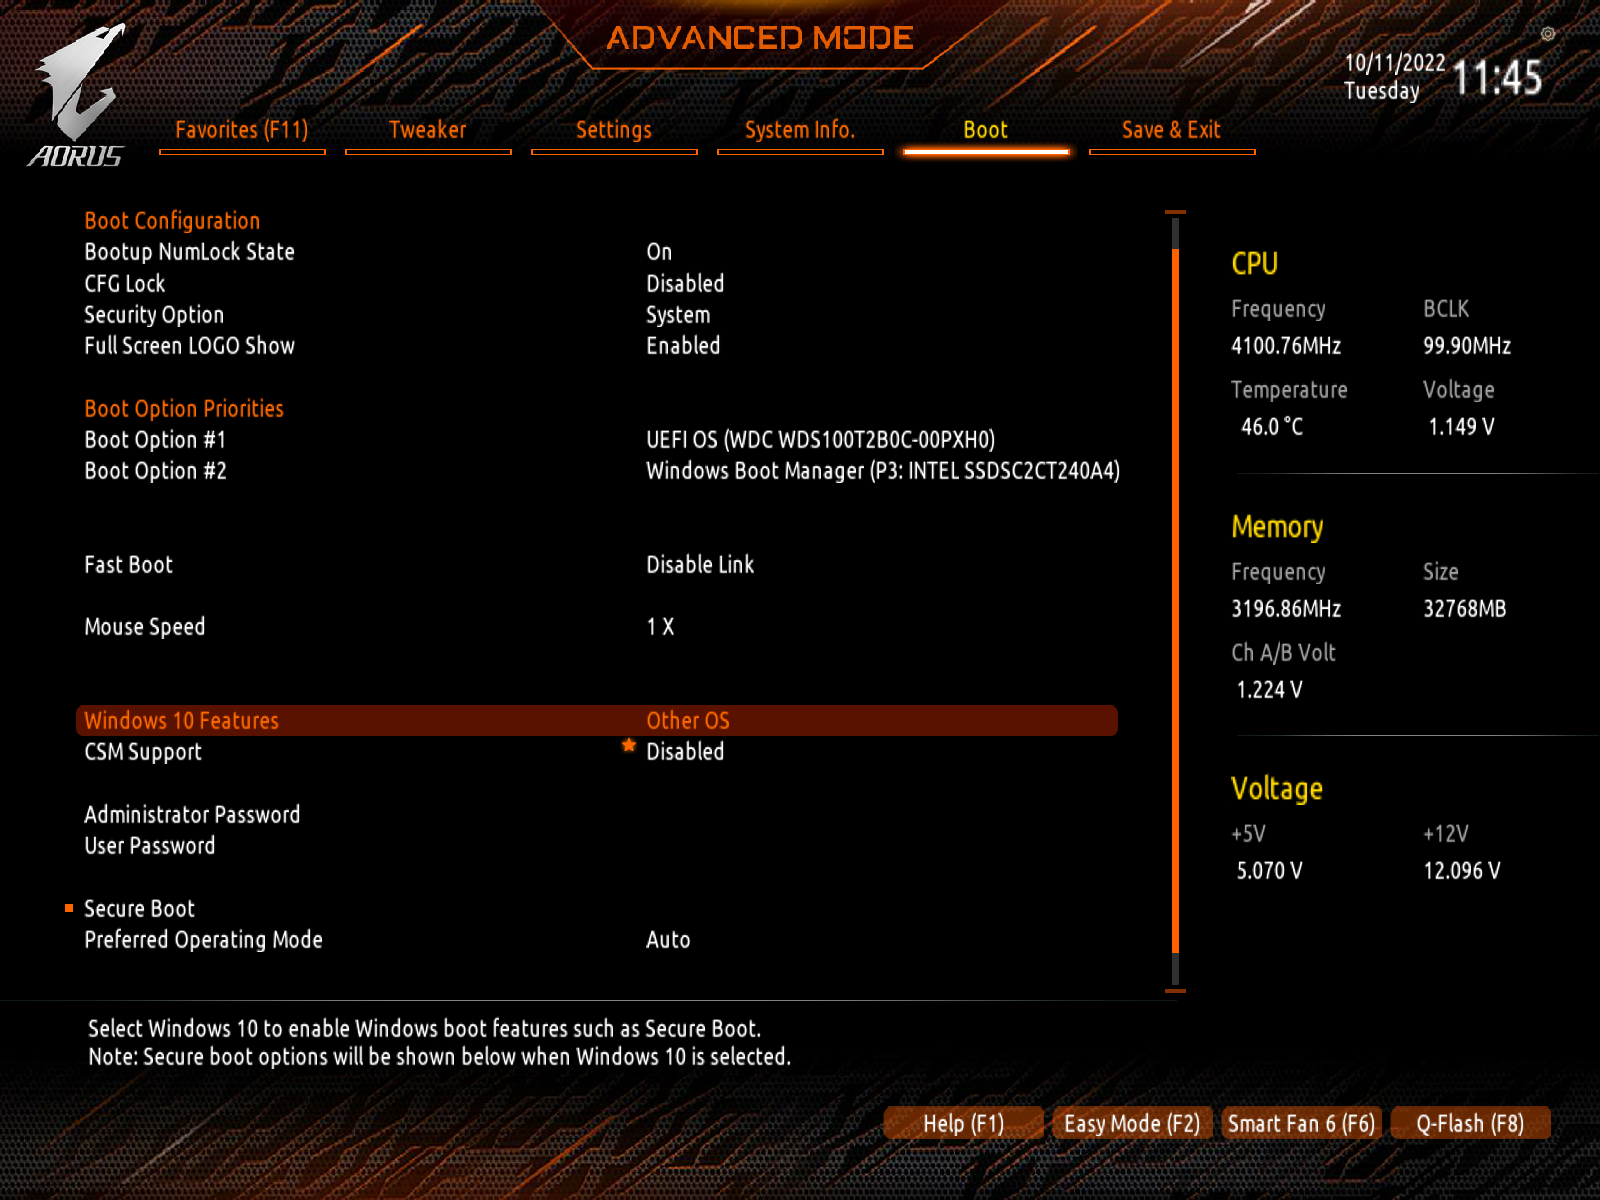 ADVANCED MODE
AORUS
10/11/2022
Tuesday
11:45
Favorites (F11)
Tweaker
Settings
System Info.
Boot
Save & Exit
Boot Configuration
Bootup NumLock State On
CFG Lock Disabled
Security Option System
Full Screen LOGO Show Enabled
Boot Option Priorities
Boot Option #1 UEFI OS (WDC WDS100T2B0C-00PXH0)
Boot Option #2 Windows Boot Manager (P3: INTEL SSDSC2CT240A4)
Fast Boot Disable Link
Mouse Speed 1 X
Windows 10 Features Other OS
CSM Support Disabled
Administrator Password
User Password
Secure Boot
Preferred Operating Mode Auto
CPU
Frequency BCLK
4100.76MHz 99.90MHz
Temperature Voltage
46.0 °C 1.149 V
Memory
Frequency Size
3196.86MHz 32768MB
Ch A/B Volt
1.224 V
Voltage
+5V +12V
5.070 V 12.096 V
Select Windows 10 to enable Windows boot features such as Secure Boot.
Note: Secure boot options will be shown below when Windows 10 is selected.
Help (F1)
Easy Mode (F2)
Smart Fan 6 (F6)
Q-Flash (F8)